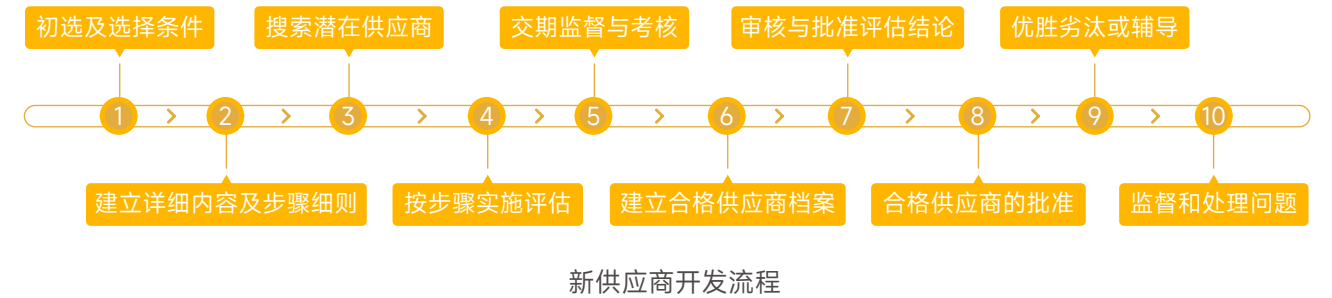 初选及选择条件
搜索潜在供应商
交期监督与考核
审核与批准评估结论
优胜劣汰或辅导
1
2
3
4
5
6
7
8
9
10
建立详细内容及步骤细则
按步骤实施评估
建立合格供应商档案
合格供应商的批准
监督和处理问题
新供应商开发流程